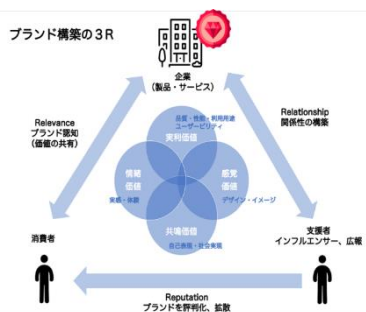 ブランド構築の3R
企業
(製品・サービス)
Relevance
ブランド認知
(価値の共有)
Relationship
関係性の構築
品質・性能・利用用途
ユーザービリティ
実利価値
情緒
価値
感覚
価値
実感・体験
デザイン・イメージ
共鳴価値
自己表現・社会実現
消費者
支援者
インフルエンサー、広報
Reputation
ブランドを評判化、拡散